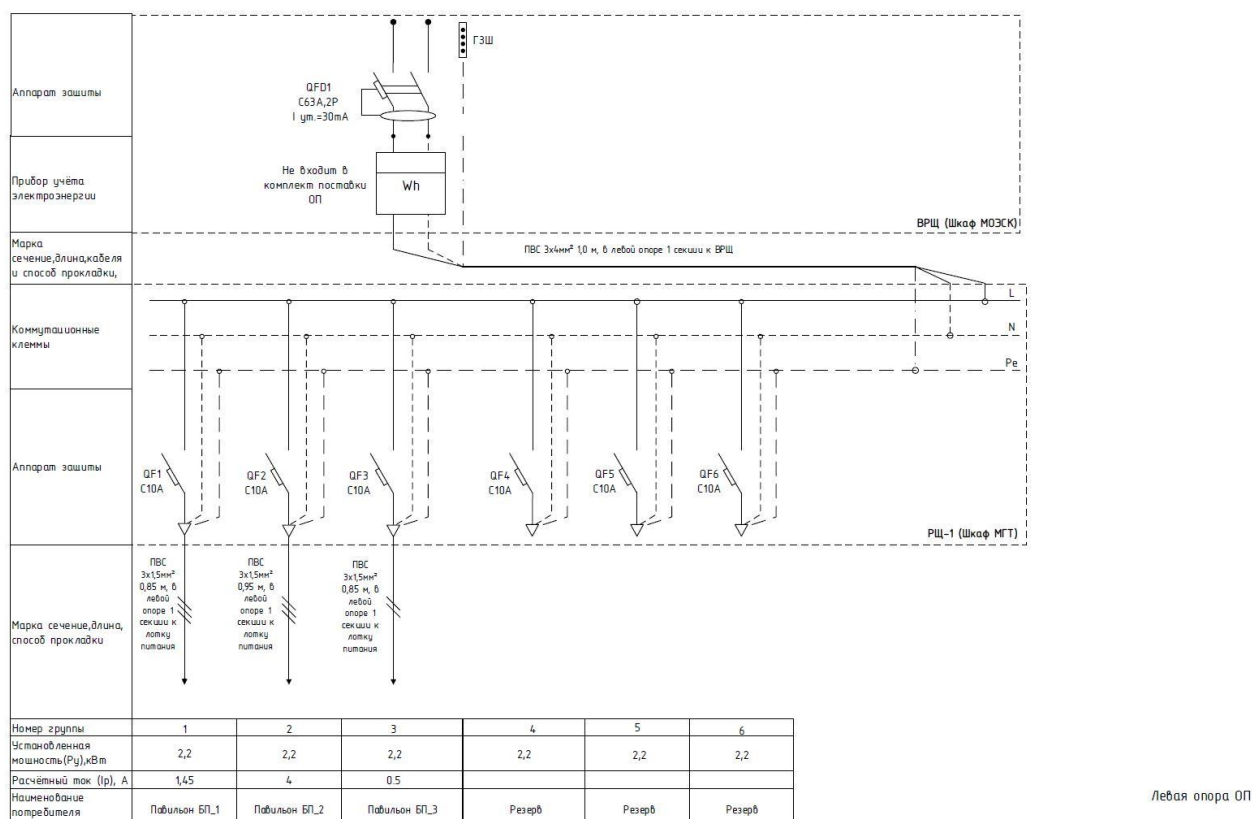 Аппарат зашиты
QFD1
C63A,2P
I ут.=30mA
ГЗШ
Прибор учёта
электроэнергии
Не входит в
комплект поставки
ОП
Wh
ВРЩ (Шкаф МОЭСК)
Марка
сечение,длина,кабеля
и способ прокладки,
ПВС 3х4мм² 1,0 м, в левой опоре 1 секции к ВРЩ
Коммутационные
клеммы
L
N
Pe
Аппарат зашиты
QF1
C10A
QF2
C10A
QF3
C10A
QF4
C10A
QF5
C10A
QF6
C10A
РЩ-1 (Шкаф МГТ)
Марка сечение,длина,
способ прокладки
ПВС
3х1,5мм²
0,85 м, в
левой
опоре 1
секции к
лотку
питания
ПВС
3х1,5мм²
0,95 м, в
левой
опоре 1
секции к
лотку
питания
ПВС
3х1,5мм²
0,85 м, в
левой
опоре 1
секции к
лотку
питания
Номер группы 1 2 3 4 5 6
Установленная
мощность(Ру),кВт 2,2 2,2 2,2 2,2 2,2 2,2
Расчётный ток (Iр), А 1,45 4 0.5
Наименование
потребителя Павильон БП_1 Павильон БП_2 Павильон БП_3 Резерв Резерв Резерв
Левая опора ОП